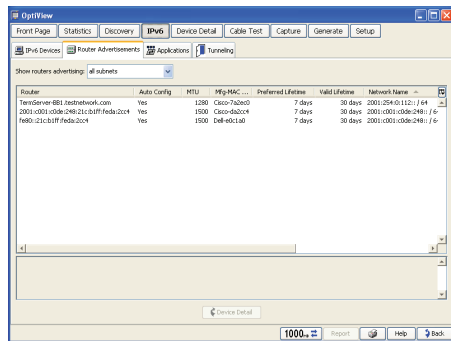 OptiView
Front Page Statistics Discovery IPv6 Device Detail Cable Test Capture Generate Setup
IPv6 Devices Router Advertisements Applications Tunneling
Show routers advertising: all subnets
Router Auto Config MTU Mfg-MAC ... Preferred Lifetime Valid Lifetime Network Name
TermServer-BB1.testnetwork.com Yes 1280 Cisco-7a2ec0 7 days 30 days 2001:254:0:112:: / 64
2001:c001:c0de:248:21c:b1ff:feda:2cc4 Yes 1500 Cisco-da2cc4 7 days 30 days 2001:c001:c0de:248:: / 6
fe80::21c:b1ff:feda:2cc4 Yes 1500 Dell-e0c1a0 7 days 30 days 2001:c001:c0de:248:: / 6
Device Detail
1000 Report Help Back